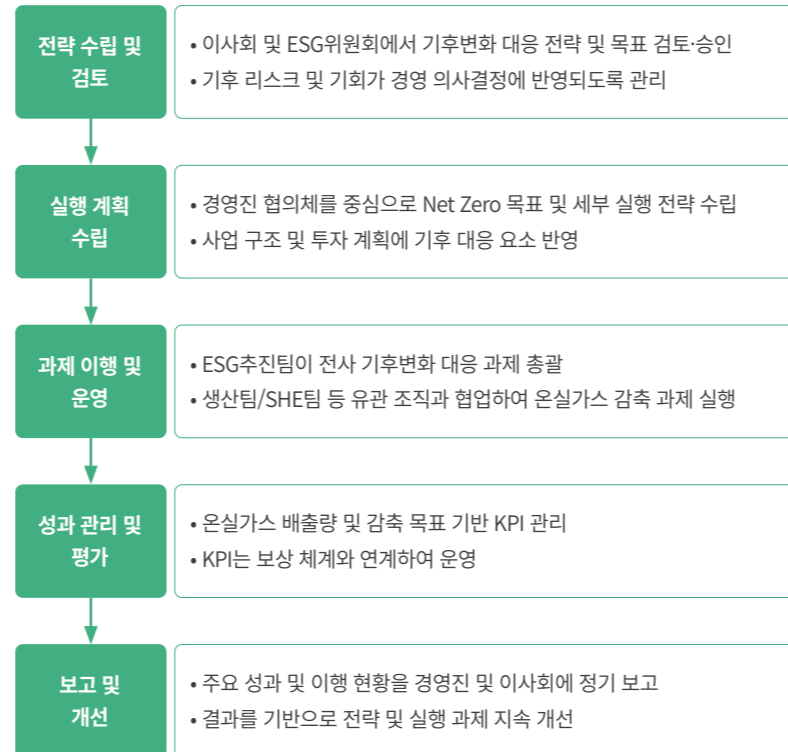 전략 수립 및
검토
• 이사회 및 ESG위원회에서 기후변화 대응 전략 및 목표 검토·승인
• 기후 리스크 및 기회가 경영 의사결정에 반영되도록 관리
실행 계획
수립
• 경영진 협의체를 중심으로 Net Zero 목표 및 세부 실행 전략 수립
• 사업 구조 및 투자 계획에 기후 대응 요소 반영
과제 이행 및
운영
• ESG추진팀이 전사 기후변화 대응 과제 총괄
• 생산팀/SHE팀 등 유관 조직과 협업하여 온실가스 감축 과제 실행
성과 관리 및
평가
• 온실가스 배출량 및 감축 목표 기반 KPI 관리
• KPI는 보상 체계와 연계하여 운영
보고 및
개선
• 주요 성과 및 이행 현황을 경영진 및 이사회에 정기 보고
• 결과를 기반으로 전략 및 실행 과제 지속 개선